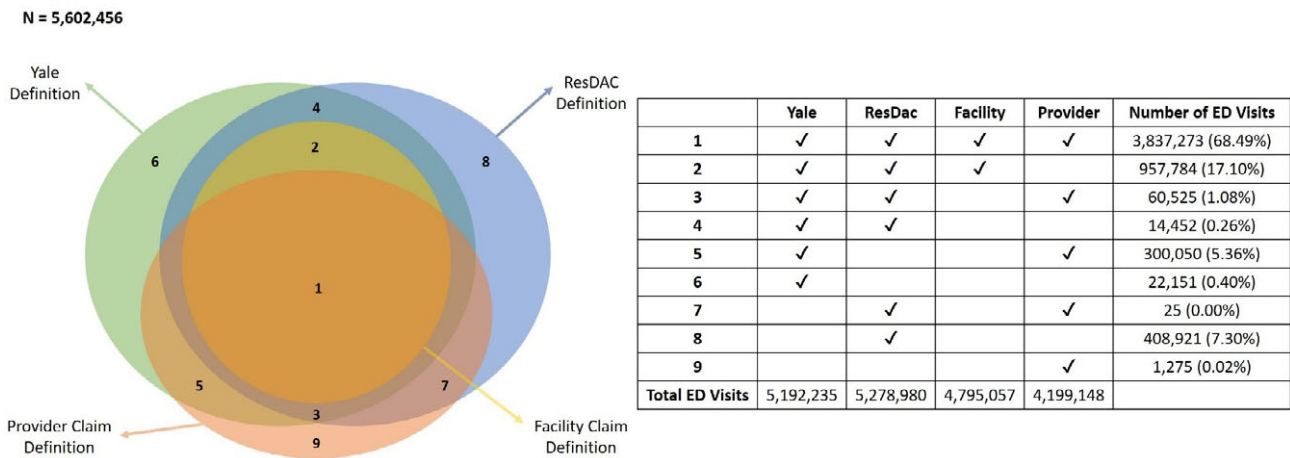 N = 5,602,456
Yale
Definition
ResDAC
Definition
4
2
6
8
1
5
7
3
9
Provider Claim
Definition
Facility Claim
Definition
Yale ResDac Facility Provider Number of ED Visits
1 ✓ ✓ ✓ ✓ 3,837,273 (68.49%)
2 ✓ ✓ ✓ 957,784 (17.10%)
3 ✓ ✓ ✓ 60,525 (1.08%)
4 ✓ ✓ 14,452 (0.26%)
5 ✓ ✓ 300,050 (5.36%)
6 ✓ 22,151 (0.40%)
7 ✓ ✓ 25 (0.00%)
8 ✓ 408,921 (7.30%)
9 ✓ 1,275 (0.02%)
Total ED Visits 5,192,235 5,278,980 4,795,057 4,199,148